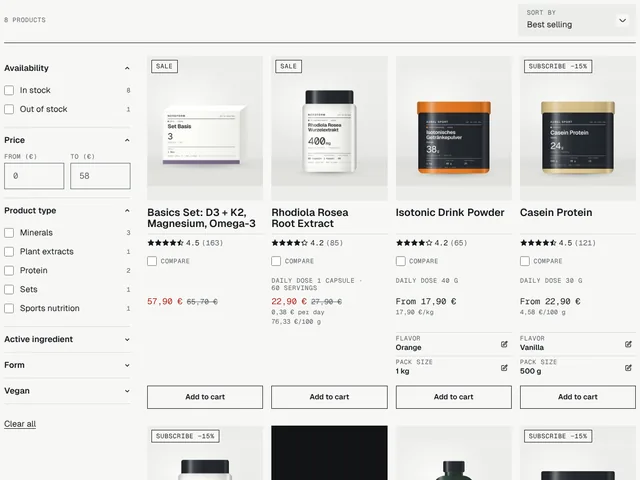 8 PRODUCTS
SORT BY
Best selling
Availability
In stock 8
Out of stock 1
Price
FROM (€) TO (€)
0 58
Product type
Minerals 3
Plant extracts 1
Protein 2
Sets 1
Sports nutrition 1
Active ingredient
Form
Vegan
Clear all
SALE
Set Basis
3
Basics Set: D3 + K2,
Magnesium, Omega-3
4.5 (163)
COMPARE
57,90 € 65,70 €
Add to cart
SALE
Rhodiola Rosea
Wurzelextrakt
400mg
Rhodiola Rosea
Root Extract
4.2 (85)
COMPARE
DAILY DOSE 1 CAPSULE ·
60 SERVINGS
22,90 € 27,90 €
0,38 € per day
76,33 €/100 g
Add to cart
Isotonisches
Getränkepulver
38g
Isotonic Drink Powder
4.2 (65)
COMPARE
DAILY DOSE 40 G
From 17,90 €
17,90 €/kg
FLAVOR
Orange
PACK SIZE
1 kg
Add to cart
SUBSCRIBE −15%
Casein Protein
24g
Casein Protein
4.5 (121)
COMPARE
DAILY DOSE 30 G
From 22,90 €
4,58 €/100 g
FLAVOR
Vanilla
PACK SIZE
500 g
Add to cart
SUBSCRIBE −15%
SUBSCRIBE −15%